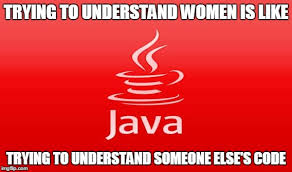 TRYING TO UNDERSTAND WOMEN IS LIKE
Java
TRYING TO UNDERSTAND SOMEONE ELSE'S CODE
imgflip.com